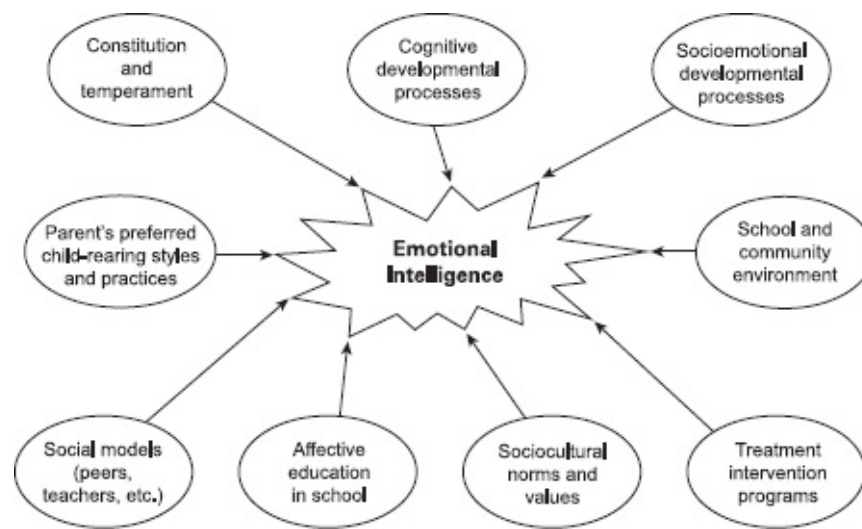 Constitution
and
temperament
Cognitive
developmental
processes
Socioemotional
developmental
processes
Parent's preferred
child-rearing styles
and practices
Emotional
Intelligence
School and
community
environment
Social models
(peers,
teachers, etc.)
Affective
education
in school
Sociocultural
norms and
values
Treatment
intervention
programs